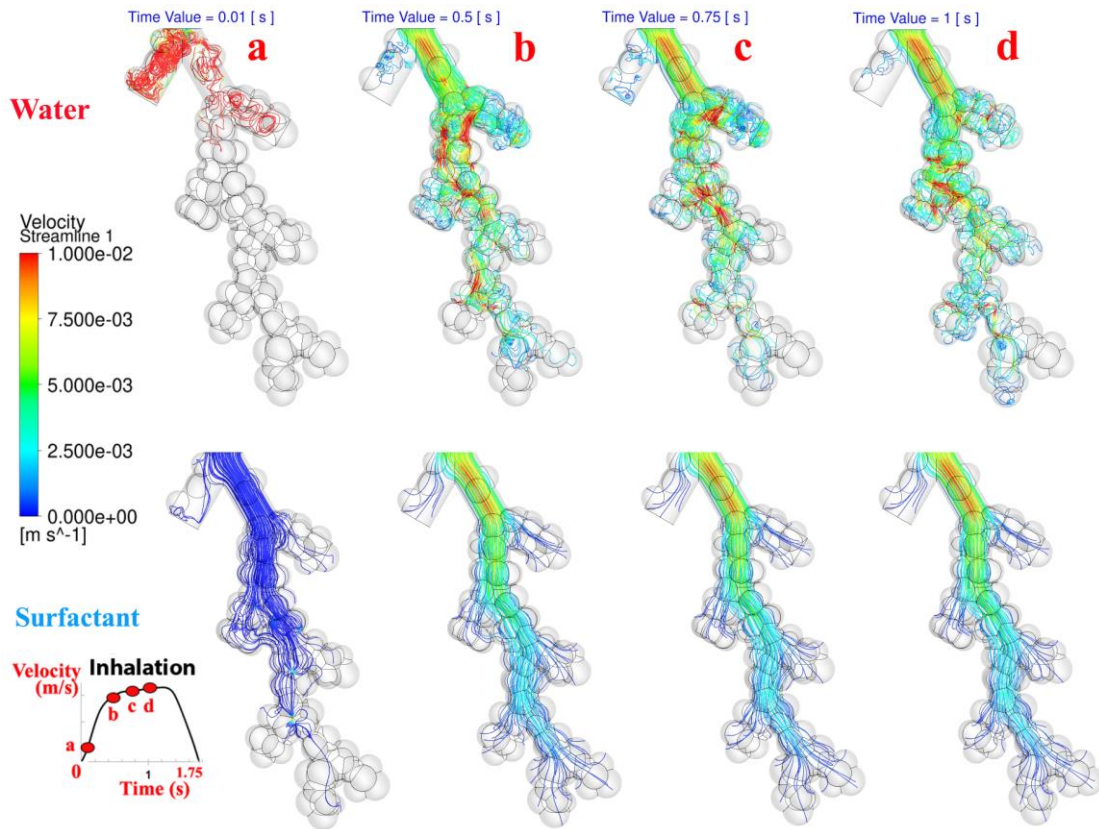 Time Value = 0.01 [ s ]
Time Value = 0.5 [ s ]
Time Value = 0.75 [ s ]
Time Value = 1 [ s ]
a
b
c
d
Water
Velocity
Streamline 1
1.000e-02
7.500e-03
5.000e-03
2.500e-03
0.000e+00
[m s^-1]
Surfactant
Velocity
(m/s)
Inhalation
a
b
c
d
0
1
1.75
Time (s)